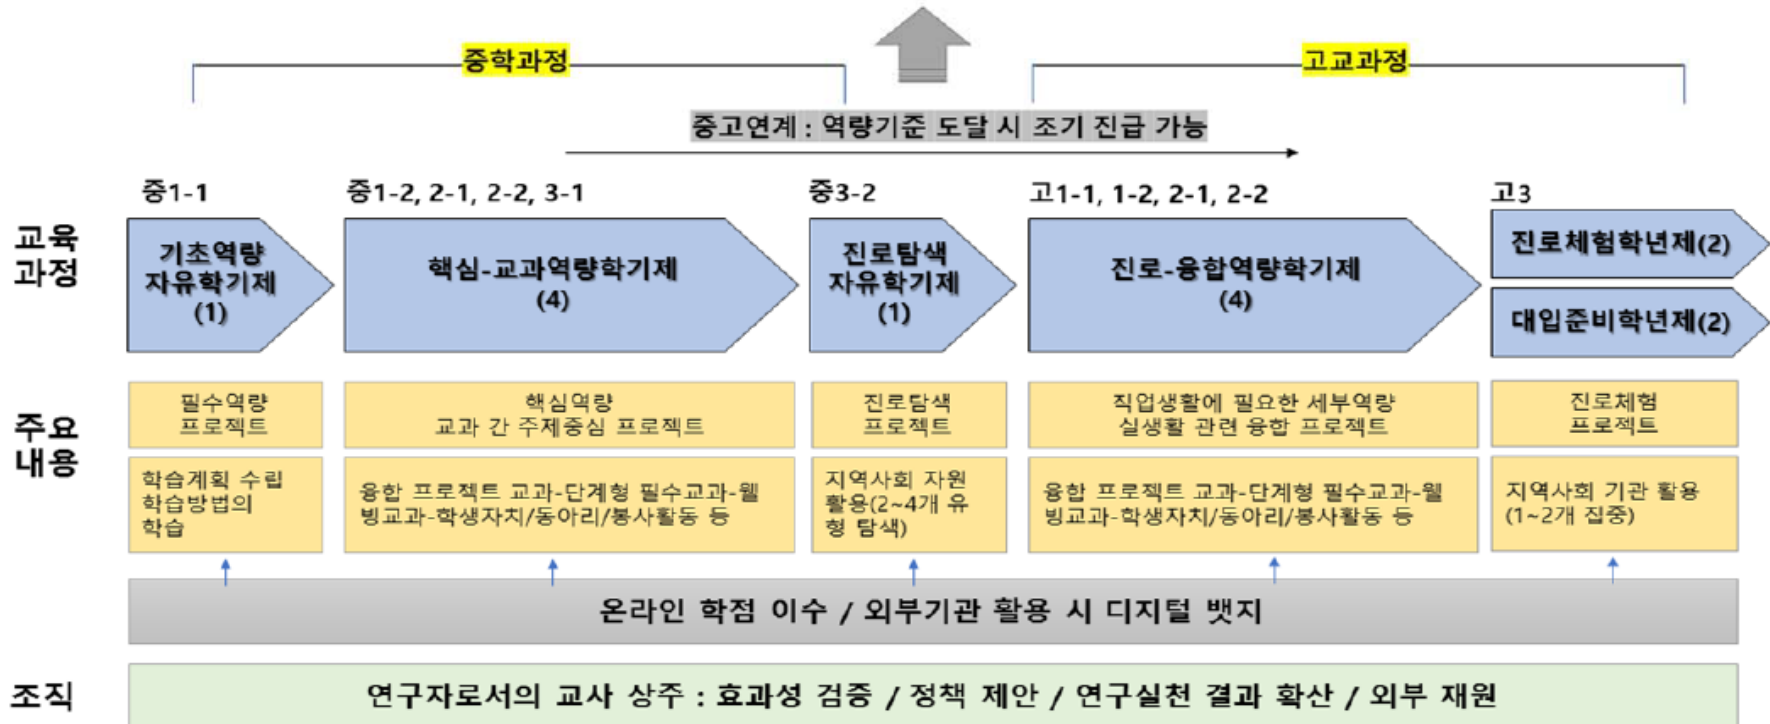 중학과정
고교과정
중고연계 : 역량기준 도달 시 조기 진급 가능
중1-1
중1-2, 2-1, 2-2, 3-1
중3-2
고1-1, 1-2, 2-1, 2-2
고3
교육
과정
기초역량
자유학기제
(1)
핵심-교과역량학기제
(4)
진로탐색
자유학기제
(1)
진로-융합역량학기제
(4)
진로체험학년제(2)
대입준비학년제(2)
주요
내용
필수역량
프로젝트
핵심역량
교과 간 주제중심 프로젝트
진로탐색
프로젝트
직업생활에 필요한 세부역량
실생활 관련 융합 프로젝트
진로체험
프로젝트
학습계획 수립
학습방법의
학습
융합 프로젝트 교과-단계형 필수교과-웰
빙교과-학생자치/동아리/봉사활동 등
지역사회 자원
활용(2~4개 유
형 탐색)
융합 프로젝트 교과-단계형 필수교과-웰
빙교과-학생자치/동아리/봉사활동 등
지역사회 기관 활용
(1~2개 집중)
온라인 학점 이수 / 외부기관 활용 시 디지털 뱃지
조직
연구자로서의 교사 상주 : 효과성 검증 / 정책 제안 / 연구실천 결과 확산 / 외부 재원